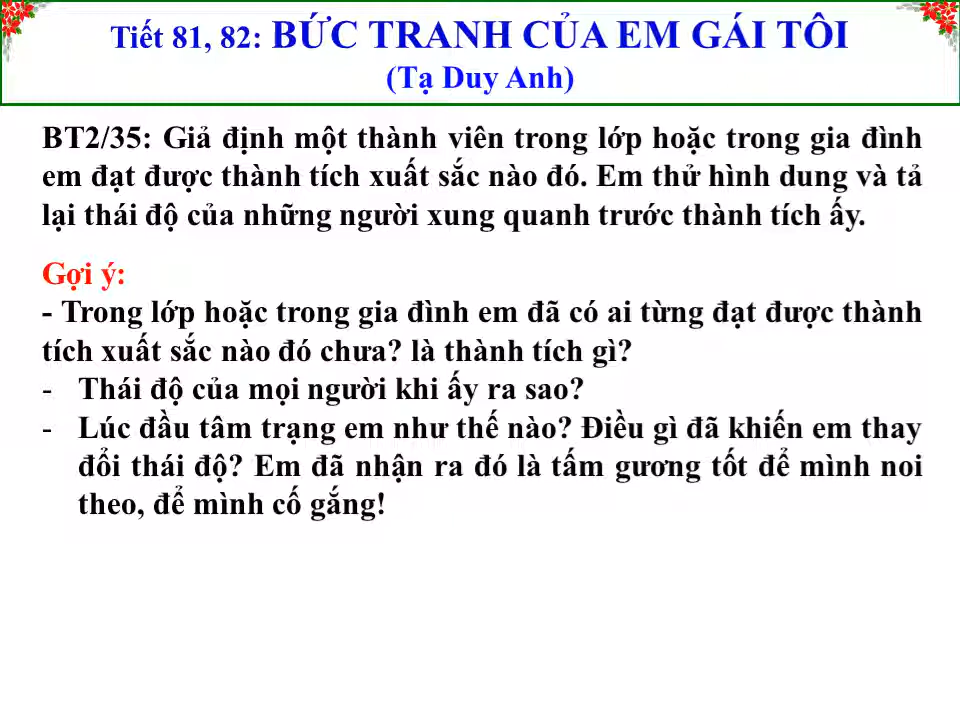 Tiết 81, 82: BỨC TRANH CỦA EM GÁI TÔI
(Tạ Duy Anh)
BT2/35: Giả định một thành viên trong lớp hoặc trong gia đình
em đạt được thành tích xuất sắc nào đó. Em thử hình dung và tả
lại thái độ của những người xung quanh trước thành tích ấy.
Gợi ý:
- Trong lớp hoặc trong gia đình em đã có ai từng đạt được thành
tích xuất sắc nào đó chưa? là thành tích gì?
- Thái độ của mọi người khi ấy ra sao?
- Lúc đầu tâm trạng em như thế nào? Điều gì đã khiến em thay
đổi thái độ? Em đã nhận ra đó là tấm gương tốt để mình noi
theo, để mình cố gắng!